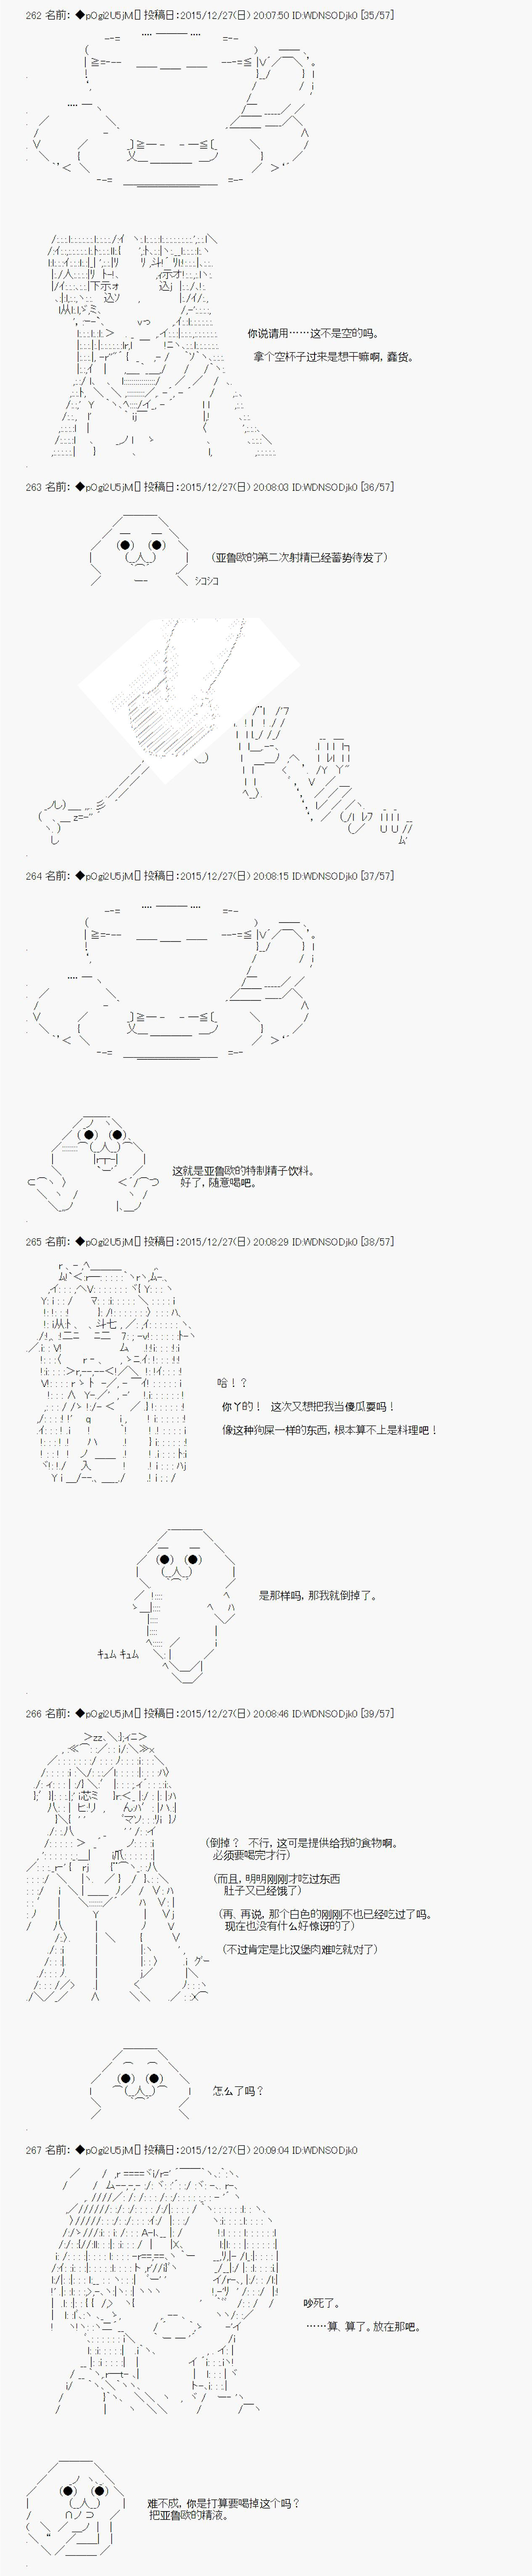 262 名前：◆pOgi2U5jM[] 投稿日：2015/12/27(日) 20:07:50 ID:WDNSODjk0 [35/57]
你说请用……这不是空的吗。
拿个空杯子过来是想干嘛啊，蠢货。
263 名前：◆pOgi2U5jM[] 投稿日：2015/12/27(日) 20:08:03 ID:WDNSODjk0 [36/57]
（亚鲁欧的第二次射精已经蓄势待发了）
ｼｺｼｺ
264 名前：◆pOgi2U5jM[] 投稿日：2015/12/27(日) 20:08:15 ID:WDNSODjk0 [37/57]
这就是亚鲁欧的特制精子饮料。
好了，随意喝吧。
265 名前：◆pOgi2U5jM[] 投稿日：2015/12/27(日) 20:08:29 ID:WDNSODjk0 [38/57]
哈！？
你丫的！ 这次又想把我当傻瓜耍吗！
像这种狗屎一样的东西，根本算不上是料理吧！
是那样吗，那我就倒掉了。
ｷｭﾑ ｷｭﾑ
266 名前：◆pOgi2U5jM[] 投稿日：2015/12/27(日) 20:08:46 ID:WDNSODjk0 [39/57]
（倒掉？ 不行，这可是提供给我的食物啊。
必须要喝完才行）
（而且，明明刚刚才吃过东西
肚子又已经饿了）
（再、再说，那个白色的刚刚不也已经吃过了吗。
现在也没有什么好惊讶的了）
（不过肯定是比汉堡肉难吃就对了）
怎么了吗？
267 名前：◆pOgi2U5jM[] 投稿日：2015/12/27(日) 20:09:04 ID:WDNSODjk0
吵死了。
……算、算了。放在那吧。
难不成，你是打算要喝掉这个吗？
把亚鲁欧的精液。